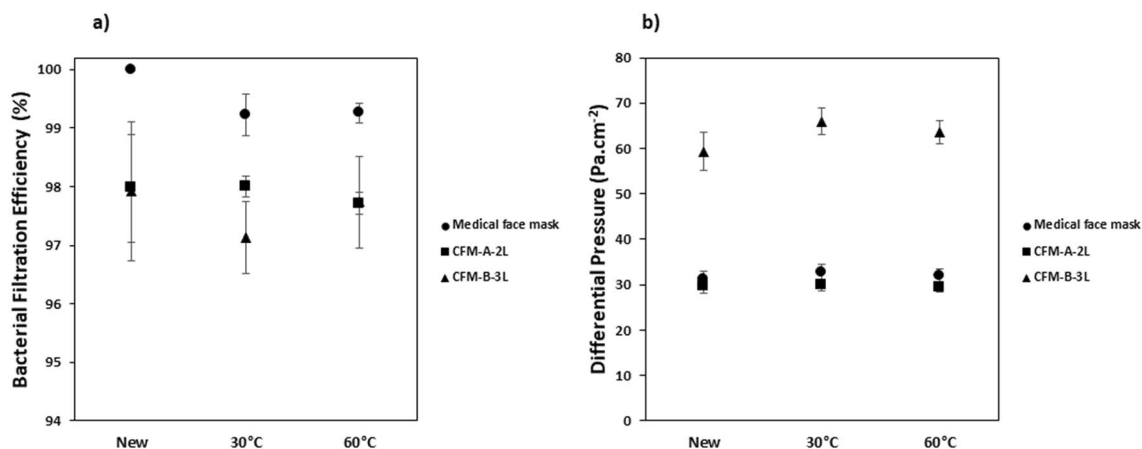 a)
Bacterial Filtration Efficiency (%)
100
99
98
97
96
95
94
New
30°C
60°C
Medical face mask
CFM-A-2L
CFM-B-3L
b)
Differential Pressure (Pa.cm⁻²)
80
70
60
50
40
30
20
10
0
New
30°C
60°C
Medical face mask
CFM-A-2L
CFM-B-3L